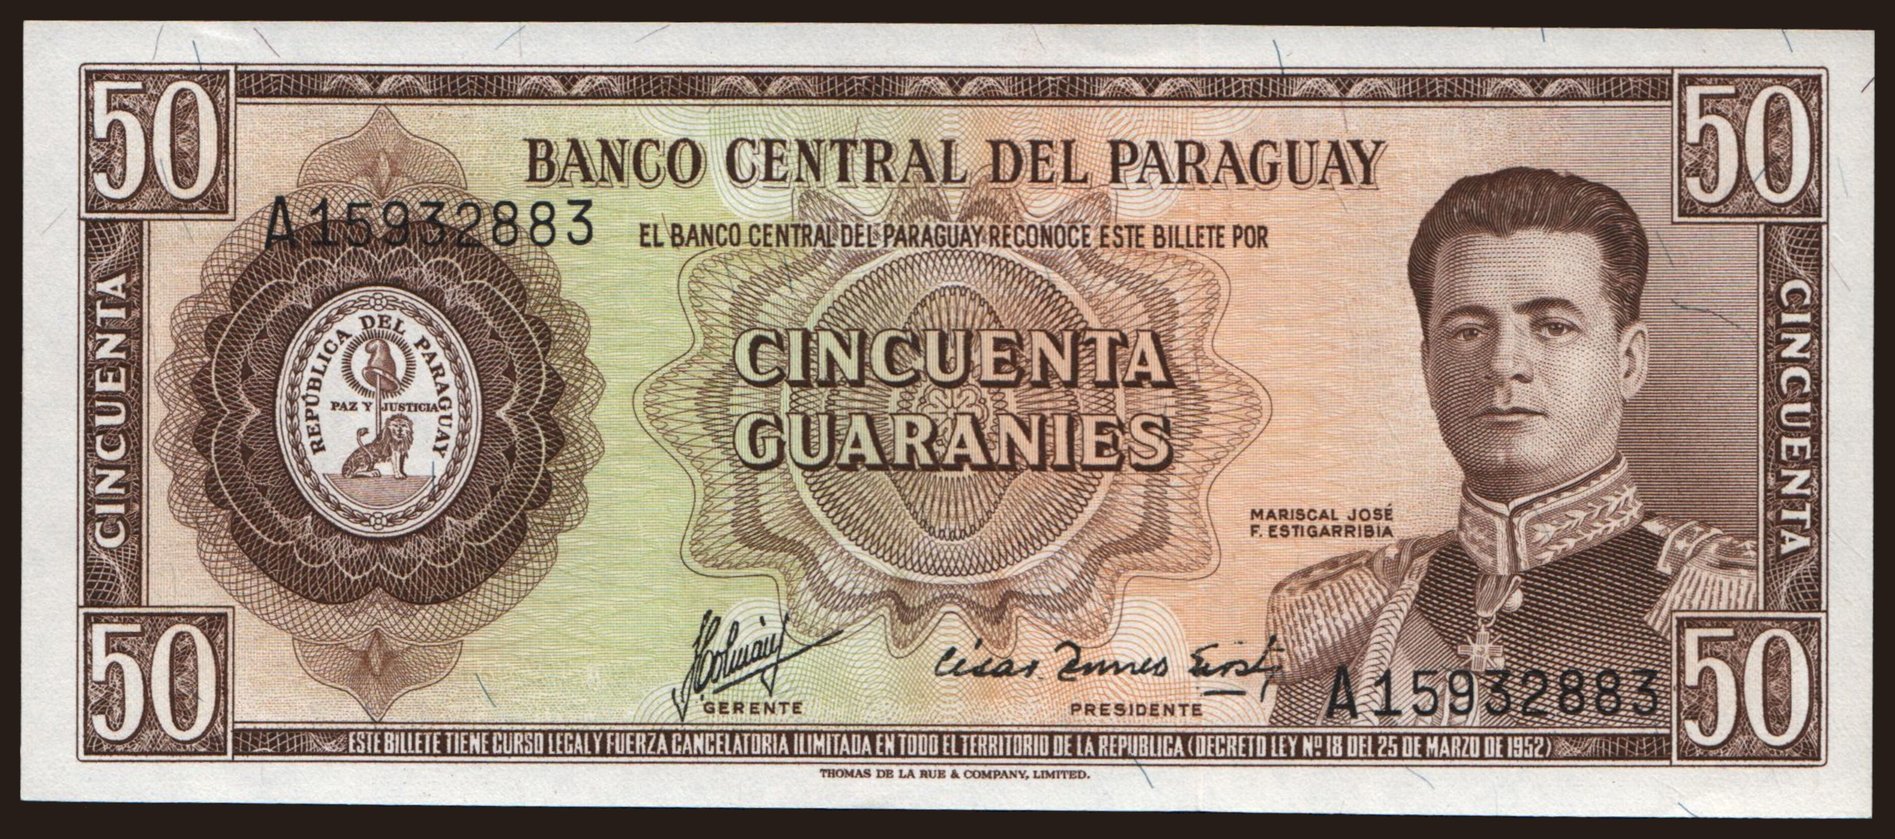 50
50
BANCO CENTRAL DEL PARAGUAY
A15932883
EL BANCO CENTRAL DEL PARAGUAY RECONOCE ESTE BILLETE POR
CINCUENTA
CINCUENTA
REPÚBLICA DEL PARAGUAY
PAZ Y JUSTICIA
CINCUENTA
GUARANIES
MARISCAL JOSÉ
F. ESTIGARRIBIA
César
GERENTE
PRESIDENTE
A15932883
50
50
ESTE BILLETE TIENE CURSO LEGAL Y FUERZA CANCELATORIA ILIMITADA EN TODO EL TERRITORIO DE LA REPUBLICA (DECRETO LEY Nº 18 DEL 25 DE MARZO DE 1952)
THOMAS DE LA RUE & COMPANY, LIMITED.